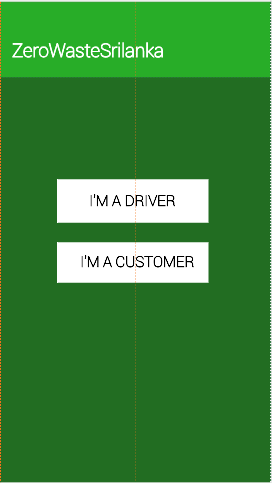 ZeroWasteSrilanka
I'M A DRIVER
I'M A CUSTOMER